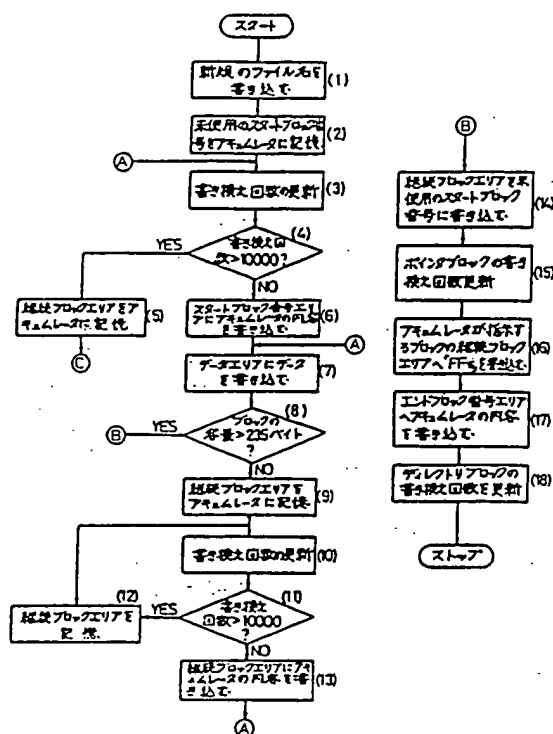 スタート
新規のファイル名を
書き込む
(1)
未使用のスタートブロック番
号をアキュムレータに記憶
(2)
A
書き換え回数の更新
(3)
(4)
書き換え回
数>10000?
YES
NO
継続ブロックエリアをア
キュムレータに記憶
(5)
C
スタートブロック番号エリ
アにアキュムレータの内容
を書き込む
(6)
A
データエリアにデータ
を書き込む
(7)
(8)
ブロックの
容量>235バイト
?
YES
B
NO
継続ブロックエリアを
アキュムレータに記憶
(9)
書き換え回数の更新
(10)
(11)
書き換え
回数>10000
?
(12)
YES
継続ブロックエリアを
記憶
NO
継続ブロックエリアにアキ
ュムレータの内容を書
き込む
(13)
A
B
継続ブロックエリアを未
使用のスタートブロック
番号に書き込む
(14)
ポインタブロックの書き
換え回数更新
(15)
アキュムレータが指示す
るブロックの継続ブロック
エリアへ"FF"を書き込む
(16)
エンドブロック番号エリア
へアキュムレータの内容
を書き込む
(17)
ディレクトリブロックの
書き換え回数を更新
(18)
ストップ